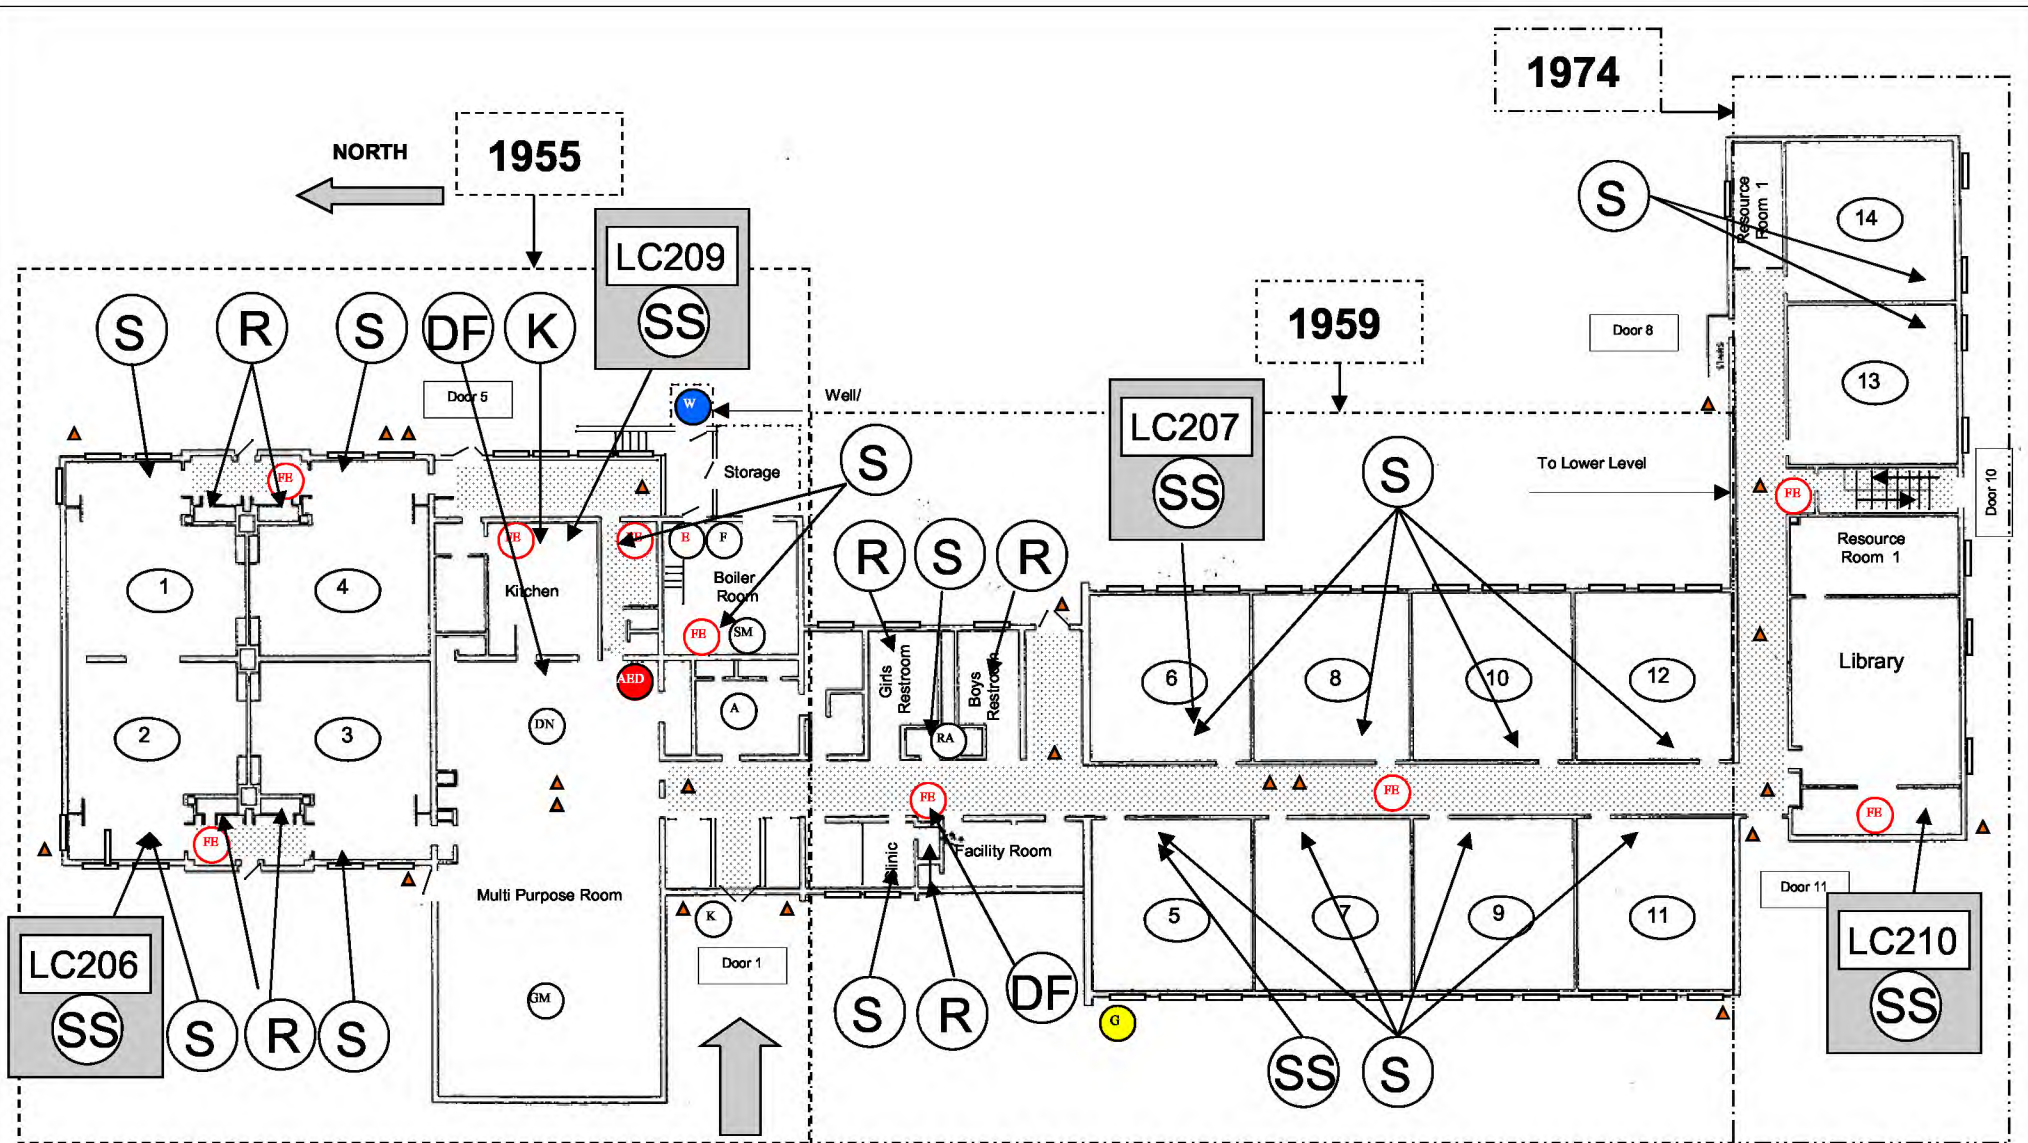 1974
NORTH
1955
Resource
Room 1
14
S
LC209
SS
S
R
S
DF
K
1959
Door 8
STAIRS
13
Door 5
W
Well/
LC207
SS
S
Storage
S
To Lower Level
FE
FE
Door 10
FE
FE
E
F
Kitchen
Boiler
Room
R
S
R
Resource
Room 1
1
4
FE
SM
Girls
Restroom
Boys
Restroom
6
8
10
12
Library
AED
A
DN
RA
2
3
FE
FE
FE
FE
Clinic
Facility Room
Multi Purpose Room
K
5
7
9
11
Door 11
LC206
SS
Door 1
LC210
SS
GM
S
R
S
S
R
DF
G
SS
S